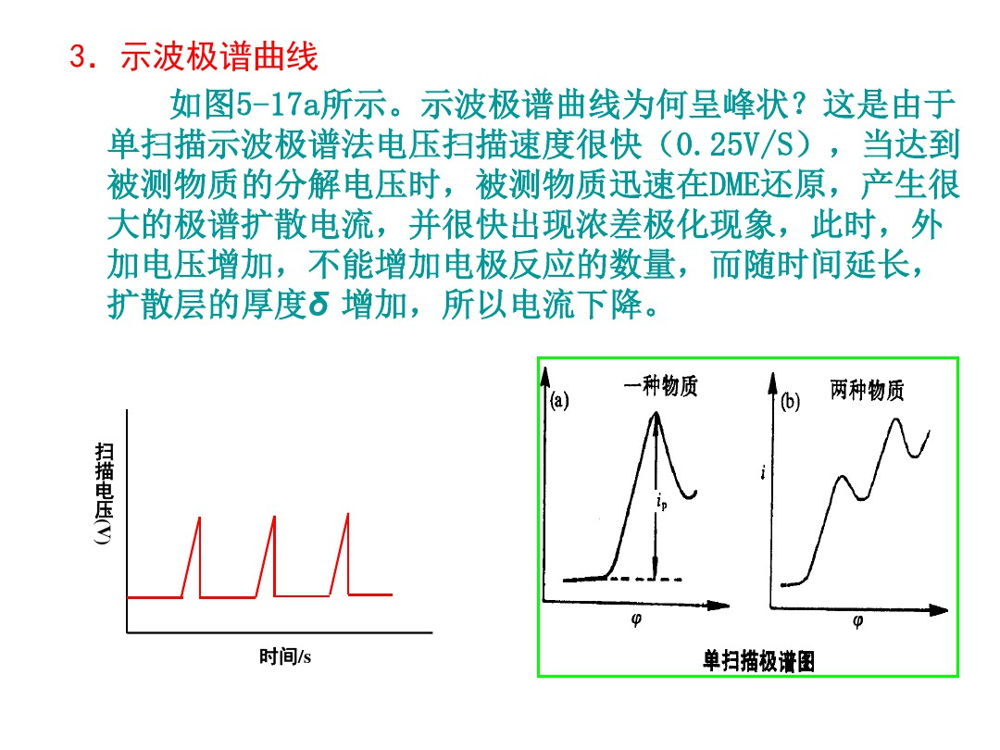 3. 示波极谱曲线
如图5-17a所示。示波极谱曲线为何呈峰状？这是由于
单扫描示波极谱法电压扫描速度很快（0.25V/S），当达到
被测物质的分解电压时，被测物质迅速在DME还原，产生很
大的极谱扩散电流，并很快出现浓差极化现象，此时，外
加电压增加，不能增加电极反应的数量，而随时间延长，
扩散层的厚度δ 增加，所以电流下降。
扫描电压(V)
时间/s
(a)
一种物质
ip
φ
(b)
两种物质
i
φ
单扫描极谱图